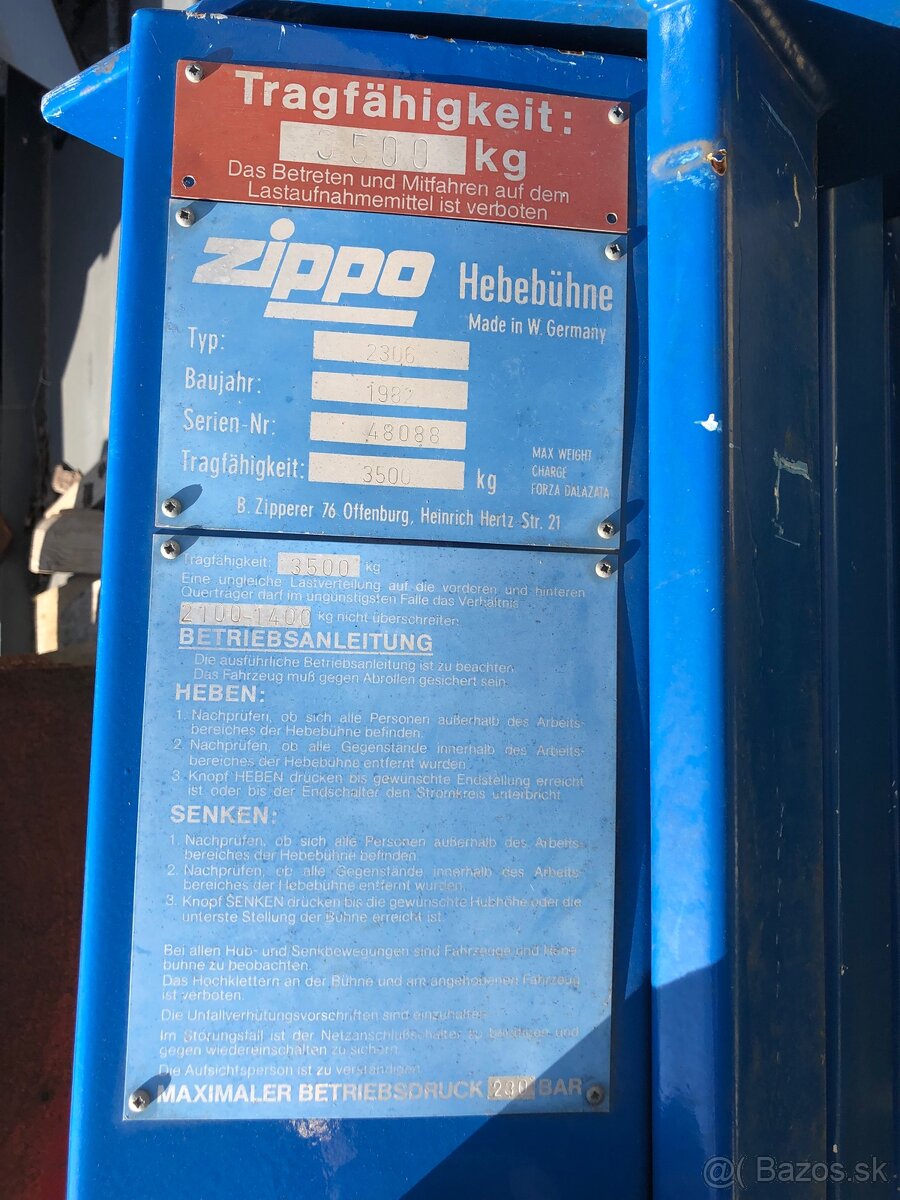 Tragfähigkeit:
3500 kg
Das Betreten und Mitfahren auf dem
Lastaufnahmemittel ist verboten
zippo Hebebühne
Made in W. Germany
Typ: 2306
Baujahr: 1982
Serien-Nr: 48088
Tragfähigkeit: 3500 kg
MAX WEIGHT
CHARGE
FORZA DALAZATA
B. Zipperer 76 Offenburg, Heinrich Hertz Str. 21
Tragfähigkeit: 3500 kg
Eine ungleiche Lastverteilung auf die vorderen und hinteren
Querträger darf im ungünstigsten Falle das Verhältnis
2100-1400 kg nicht überschreiten
BETRIEBSANLEITUNG
Die ausführliche Betriebsanleitung ist zu beachten
Das Fahrzeug muß gegen Abrollen gesichert sein
HEBEN:
1. Nachprüfen, ob sich alle Personen außerhalb des Arbeits-
bereiches der Hebebühne befinden.
2. Nachprüfen, ob alle Gegenstände innerhalb des Arbeits-
bereiches der Hebebühne entfernt wurden.
3. Knopf HEBEN drücken bis gewünschte Endstellung erreicht
ist oder bis der Endschalter den Stromkreis unterbricht.
SENKEN:
1. Nachprüfen, ob sich alle Personen außerhalb des Arbeits-
bereiches der Hebebühne befinden.
2. Nachprüfen, ob alle Gegenstände innerhalb des Arbeits-
bereiches der Hebebühne entfernt wurden.
3. Knopf SENKEN drücken bis die gewünschte Hubhöhe oder die
unterste Stellung der Bühne erreicht ist
Bei allen Hub- und Senkbewegungen sind Fahrzeuge und Hebe-
bühne zu beobachten.
Das Hochklettern an der Bühne und am angehobenen Fahrzeug
ist verboten.
Die Unfallverhütungsvorschriften sind einzuhalten
Im Störungsfall ist der Netzanschlußschalter zu betätigen und
gegen wiedereinschalten zu sichern.
Die Aufsichtsperson ist zu verständigen
MAXIMALER BETRIEBSDRUCK 230 BAR
@( Bazos.sk